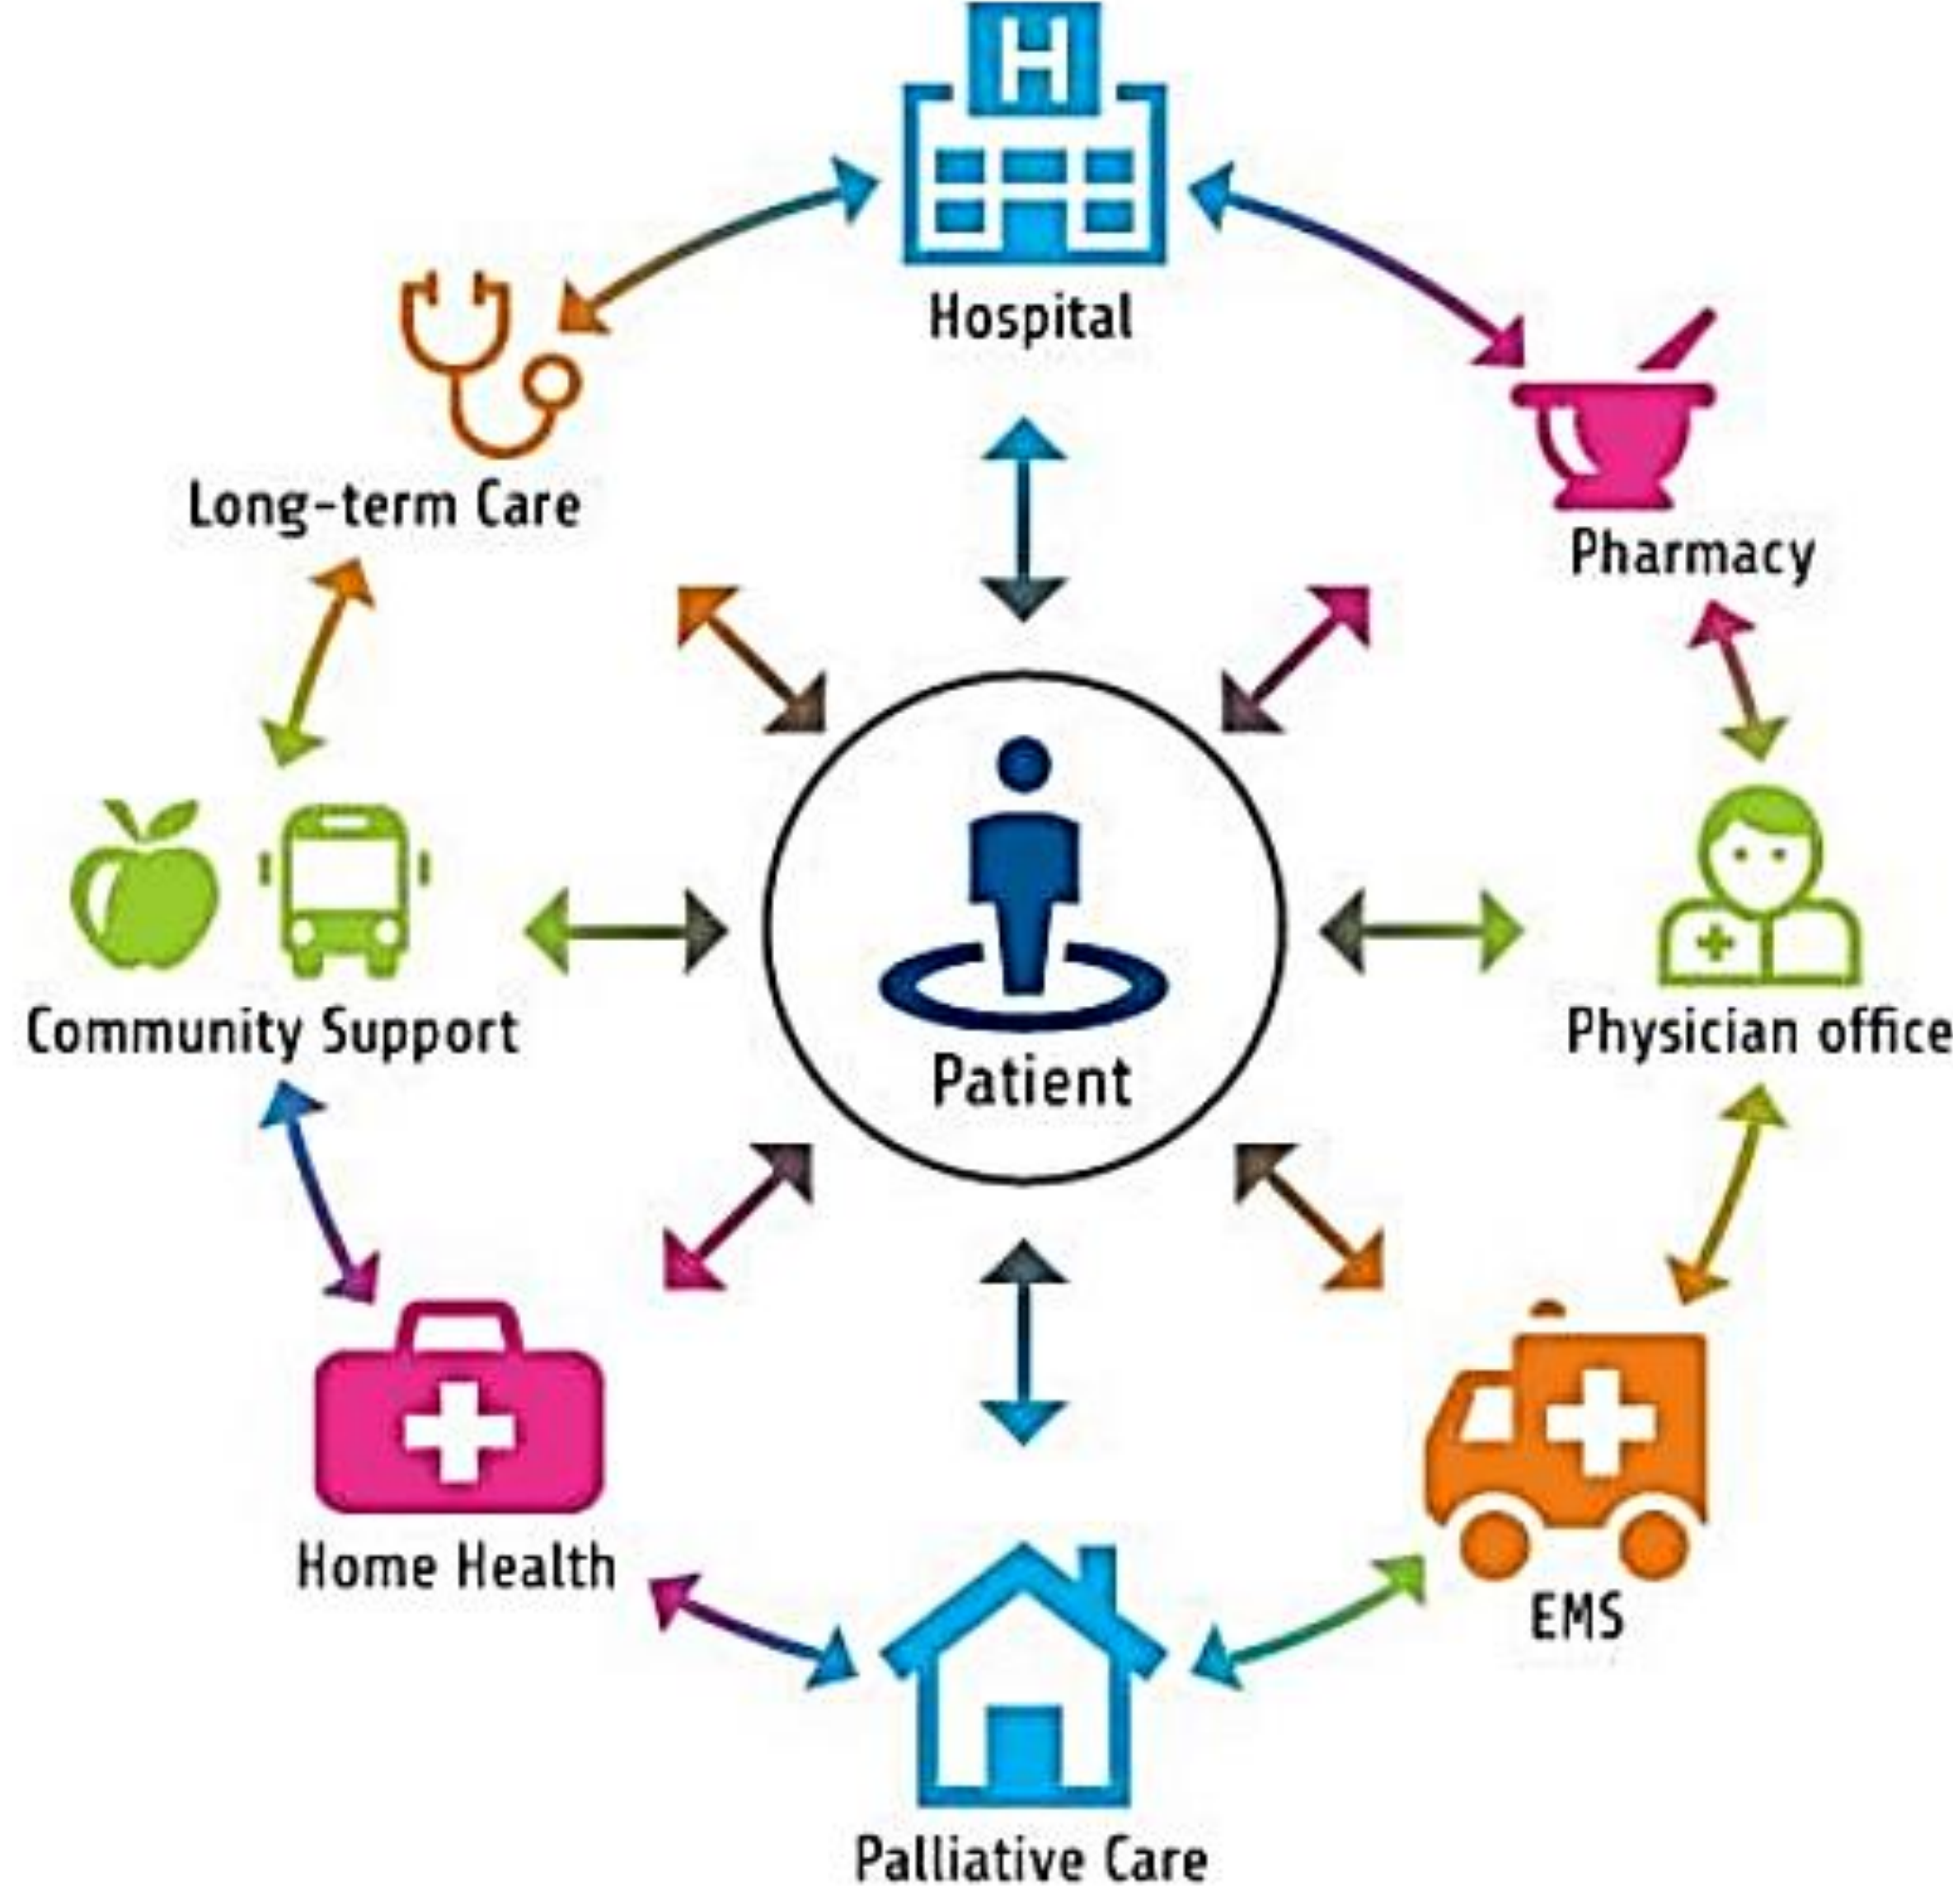 H
Hospital
Long-term Care
Pharmacy
Community Support
Patient
Physician office
Home Health
EMS
Palliative Care